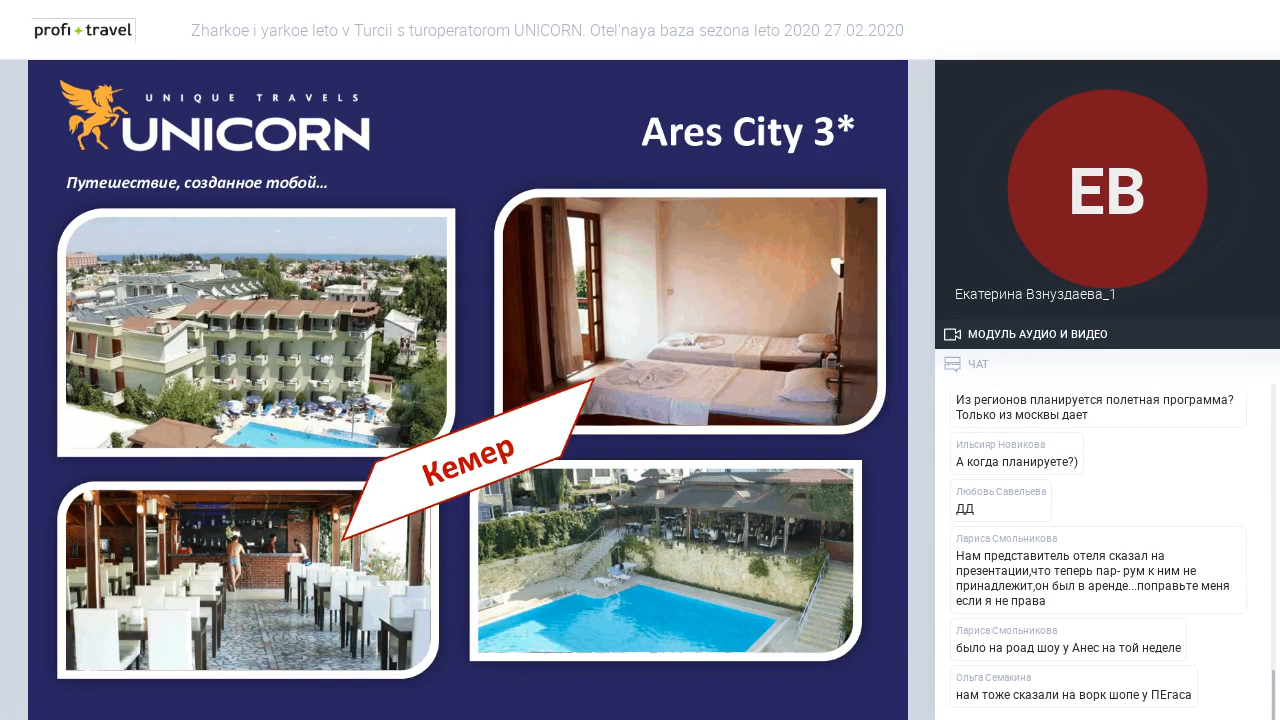 profi + travel
Zharkoe i yarkoe leto v Turcii s turoperatorom UNICORN. Otel'naya baza sezona leto 2020 27.02.2020
UNIQUE TRAVELS
UNICORN
Путешествие, созданное тобой...
Ares City 3*
Кемер
EB
Екатерина Взнуздаева_1
МОДУЛЬ АУДИО И ВИДЕО
ЧАТ
Из регионов планируется полетная программа?
Только из москвы дает
Ильсияр Новикова
А когда планируете?)
Любовь Савельева
ДД
Лариса Смольникова
Нам представитель отеля сказал на
презентации,что теперь пар- рум к ним не
принадлежит,он был в аренде...поправьте меня
если я не права
Лариса Смольникова
было на роад шоу у Анес на той неделе
Ольга Семакина
нам тоже сказали на ворк шопе у ПЕгаса